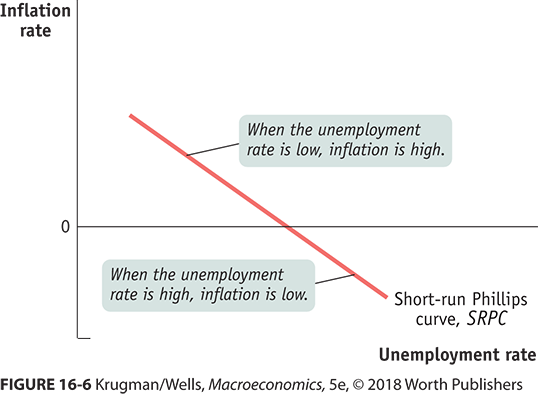 Inflation
rate
When the unemployment
rate is low, inflation is high.
0
When the unemployment
rate is high, inflation is low.
Short-run Phillips
curve, SRPC
Unemployment rate
FIGURE 16-6 Krugman/Wells, Macroeconomics, 5e, © 2018 Worth Publishers